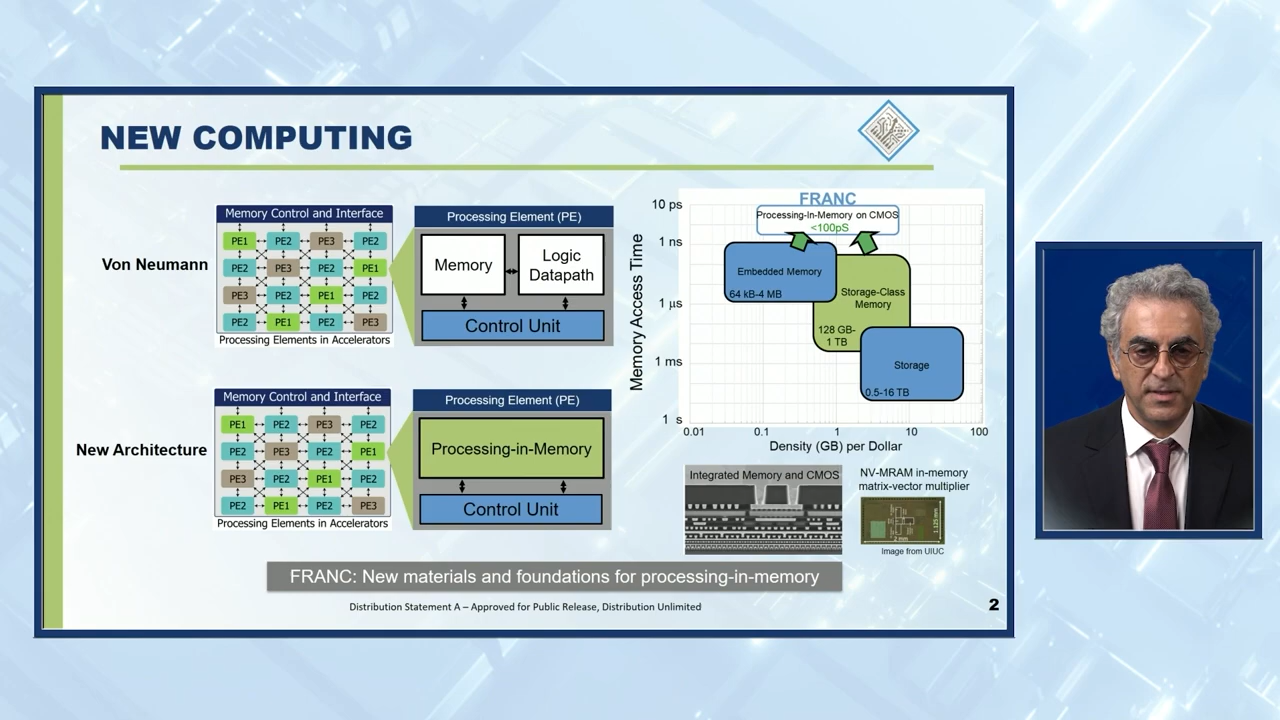 NEW COMPUTING
Von Neumann
Memory Control and Interface
PE1 PE2 PE3 PE2
PE2 PE3 PE2 PE1
PE3 PE2 PE1 PE2
PE2 PE1 PE2 PE3
Processing Elements in Accelerators
Processing Element (PE)
Memory
Logic
Datapath
Control Unit
New Architecture
Memory Control and Interface
PE1 PE2 PE3 PE2
PE2 PE3 PE2 PE1
PE3 PE2 PE1 PE2
PE2 PE1 PE2 PE3
Processing Elements in Accelerators
Processing Element (PE)
Processing-in-Memory
Control Unit
Memory Access Time
10 ps
1 ns
1 µs
1 ms
1 s
FRANC
Processing-In-Memory on CMOS
<100pS
Embedded Memory
64 kB-4 MB
Storage-Class
Memory
128 GB-
1 TB
Storage
0.5-16 TB
0.01 0.1 1 10 100
Density (GB) per Dollar
Integrated Memory and CMOS
NV-MRAM in-memory
matrix-vector multiplier
2 mm
1.125 mm
Image from UIUC
FRANC: New materials and foundations for processing-in-memory
Distribution Statement A – Approved for Public Release, Distribution Unlimited
2